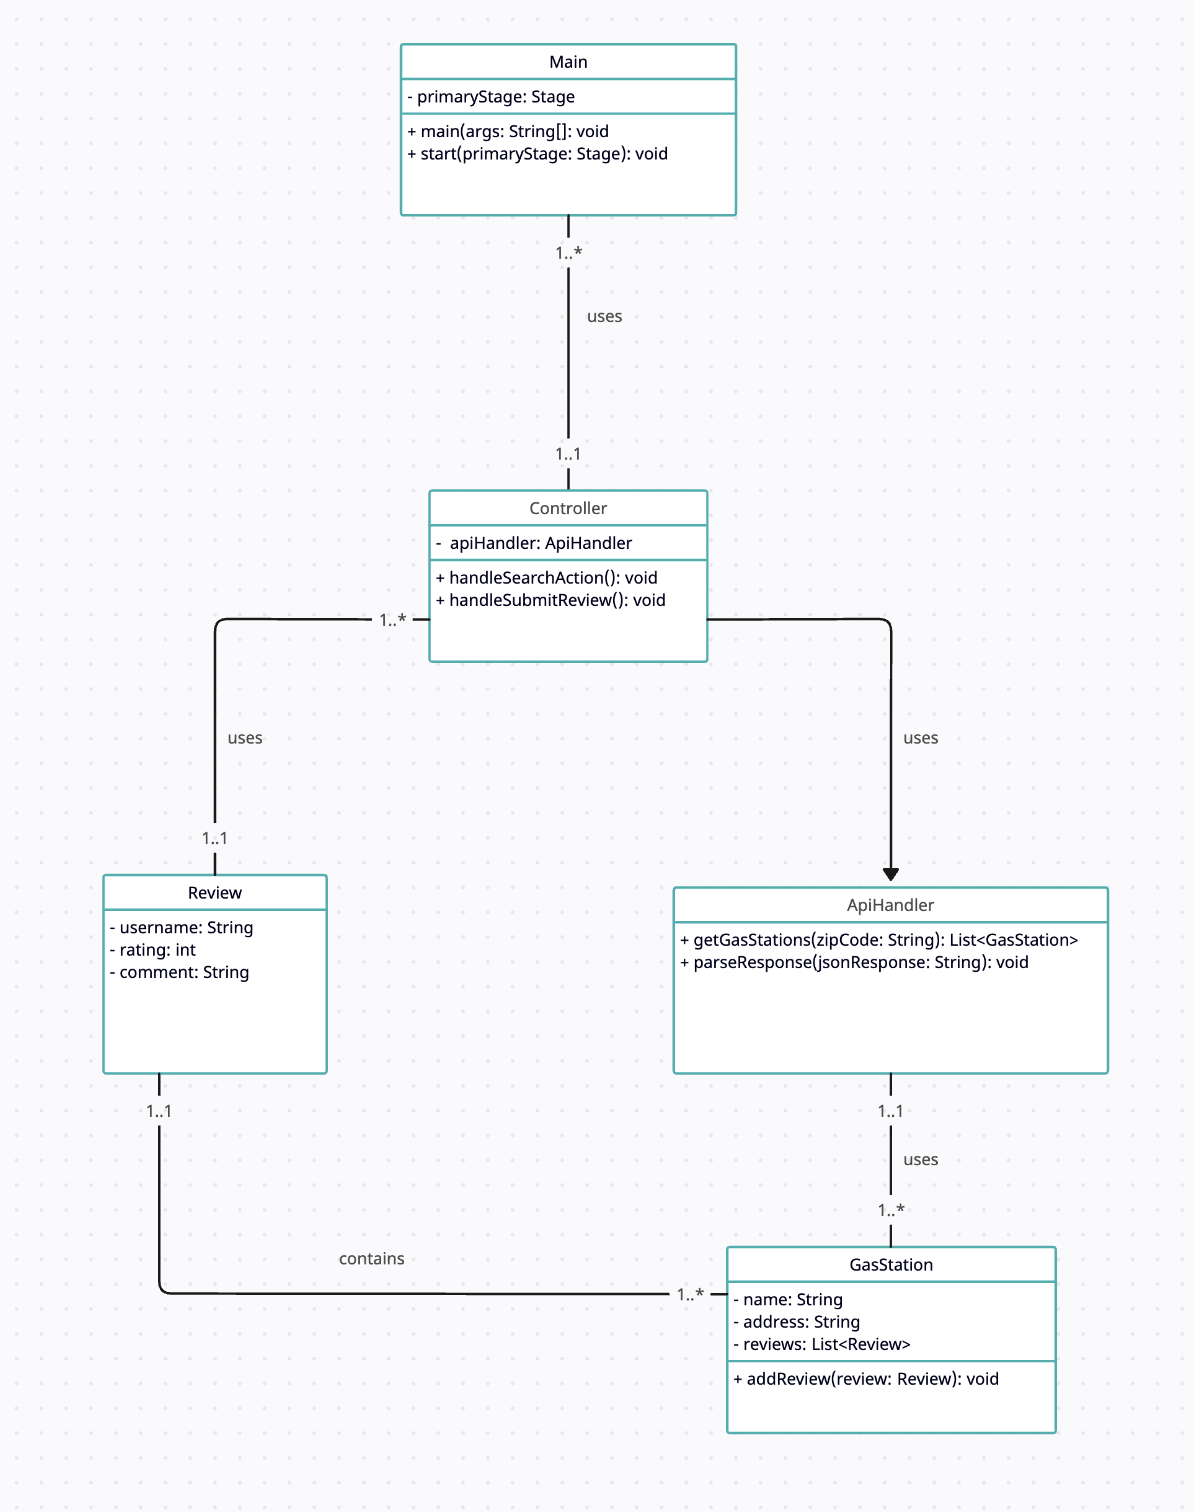 Main
- primaryStage: Stage
+ main(args: String[]: void
+ start(primaryStage: Stage): void
1..*
uses
1..1
Controller
-  apiHandler: ApiHandler
+ handleSearchAction(): void
+ handleSubmitReview(): void
1..*
uses
uses
1..1
Review
- username: String
- rating: int
- comment: String
ApiHandler
+ getGasStations(zipCode: String): List<GasStation>
+ parseResponse(jsonResponse: String): void
1..1
1..1
uses
1..*
contains
1..*
GasStation
- name: String
- address: String
- reviews: List<Review>
+ addReview(review: Review): void